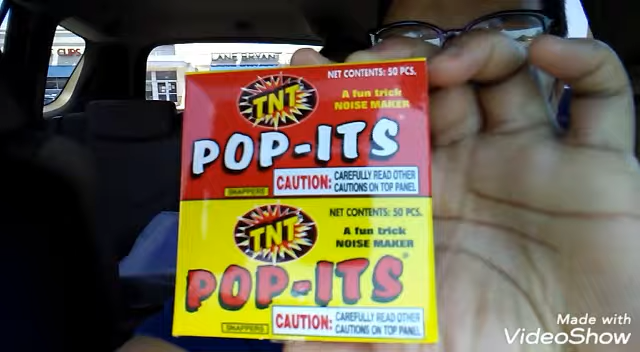 CUPS
LANE BRYANT
NET CONTENTS: 50 PCS.
TNT
A fun trick
NOISE MAKER
POP-ITS
SNAPPERS
CAUTION: CAREFULLY READ OTHER
CAUTIONS ON TOP PANEL
NET CONTENTS: 50 PCS.
TNT
A fun trick
NOISE MAKER
POP-ITS®
SNAPPERS
CAUTION: CAREFULLY READ OTHER
CAUTIONS ON TOP PANEL
Made with
VideoShow